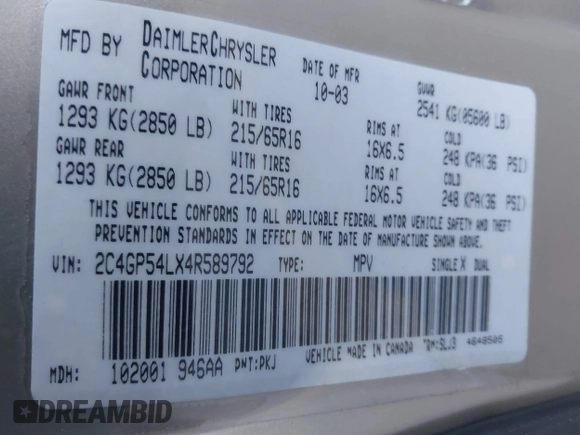 MFD BY DAIMLERCHRYSLER CORPORATION DATE OF MFR 10-03 GVWR 2541 KG(05600 LB)
GAWR FRONT WITH TIRES RIMS AT COLD
1293 KG(2850 LB) 215/65R16 16X6.5 248 KPA(36 PSI)
GAWR REAR WITH TIRES RIMS AT COLD
1293 KG(2850 LB) 215/65R16 16X6.5 248 KPA(36 PSI)
THIS VEHICLE CONFORMS TO ALL APPLICABLE FEDERAL MOTOR VEHICLE SAFETY AND THEFT
PREVENTION STANDARDS IN EFFECT ON THE DATE OF MANUFACTURE SHOWN ABOVE.
VIN: 2C4GP54LX4R589792 TYPE: MPV SINGLE X DUAL
MDH: 102001 946AA PNT:PKJ VEHICLE MADE IN CANADA TRM:SLJ3 4648505
DREAMBID